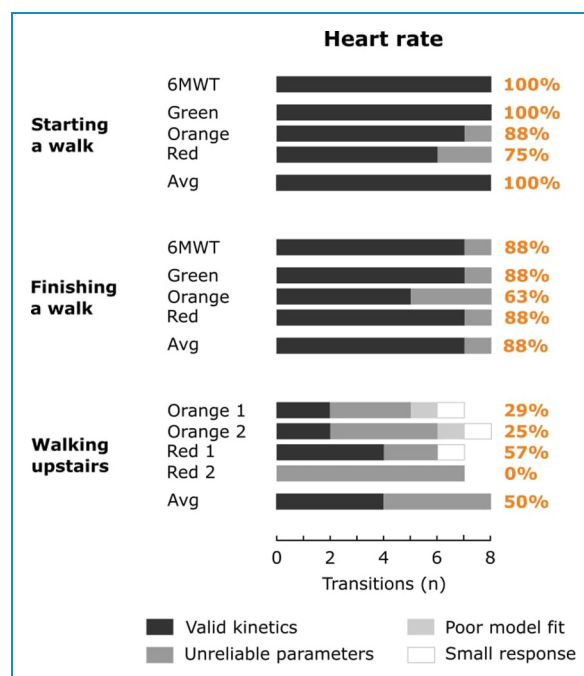 Heart rate
Starting
a walk
6MWT 100%
Green 100%
Orange 88%
Red 75%
Avg 100%
Finishing
a walk
6MWT 88%
Green 88%
Orange 63%
Red 88%
Avg 88%
Walking
upstairs
Orange 1 29%
Orange 2 25%
Red 1 57%
Red 2 0%
Avg 50%
0 2 4 6 8
Transitions (n)
Valid kinetics Poor model fit
Unreliable parameters Small response